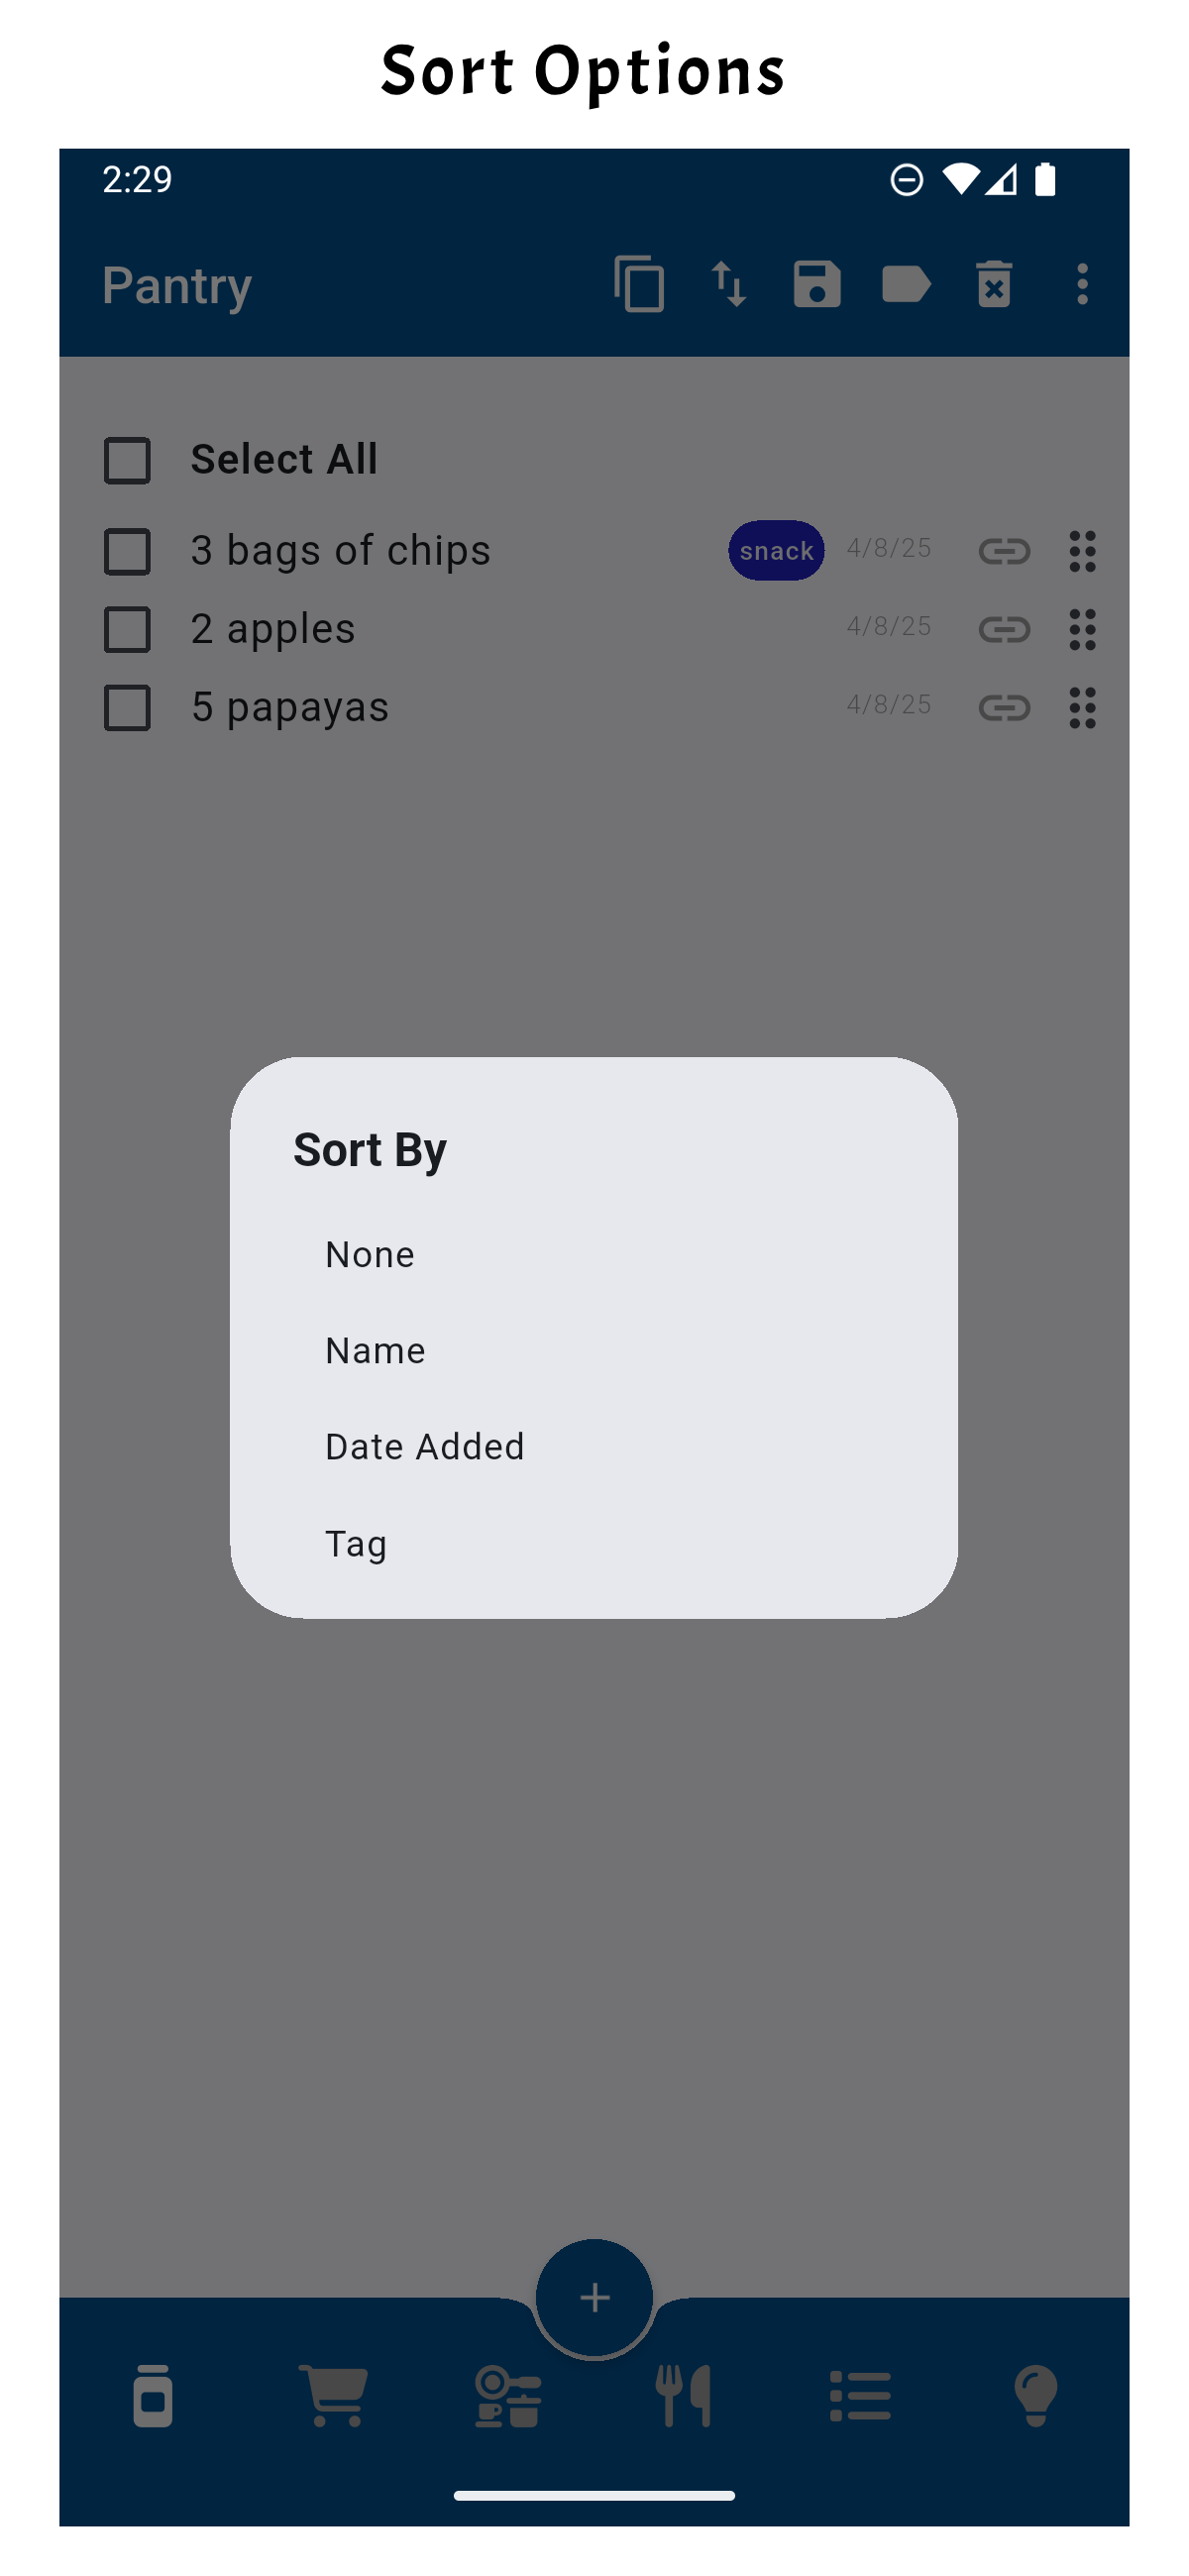 Sort Options
2:29
Pantry
Select All
3 bags of chips snack 4/8/25
2 apples 4/8/25
5 papayas 4/8/25
Sort By
None
Name
Date Added
Tag